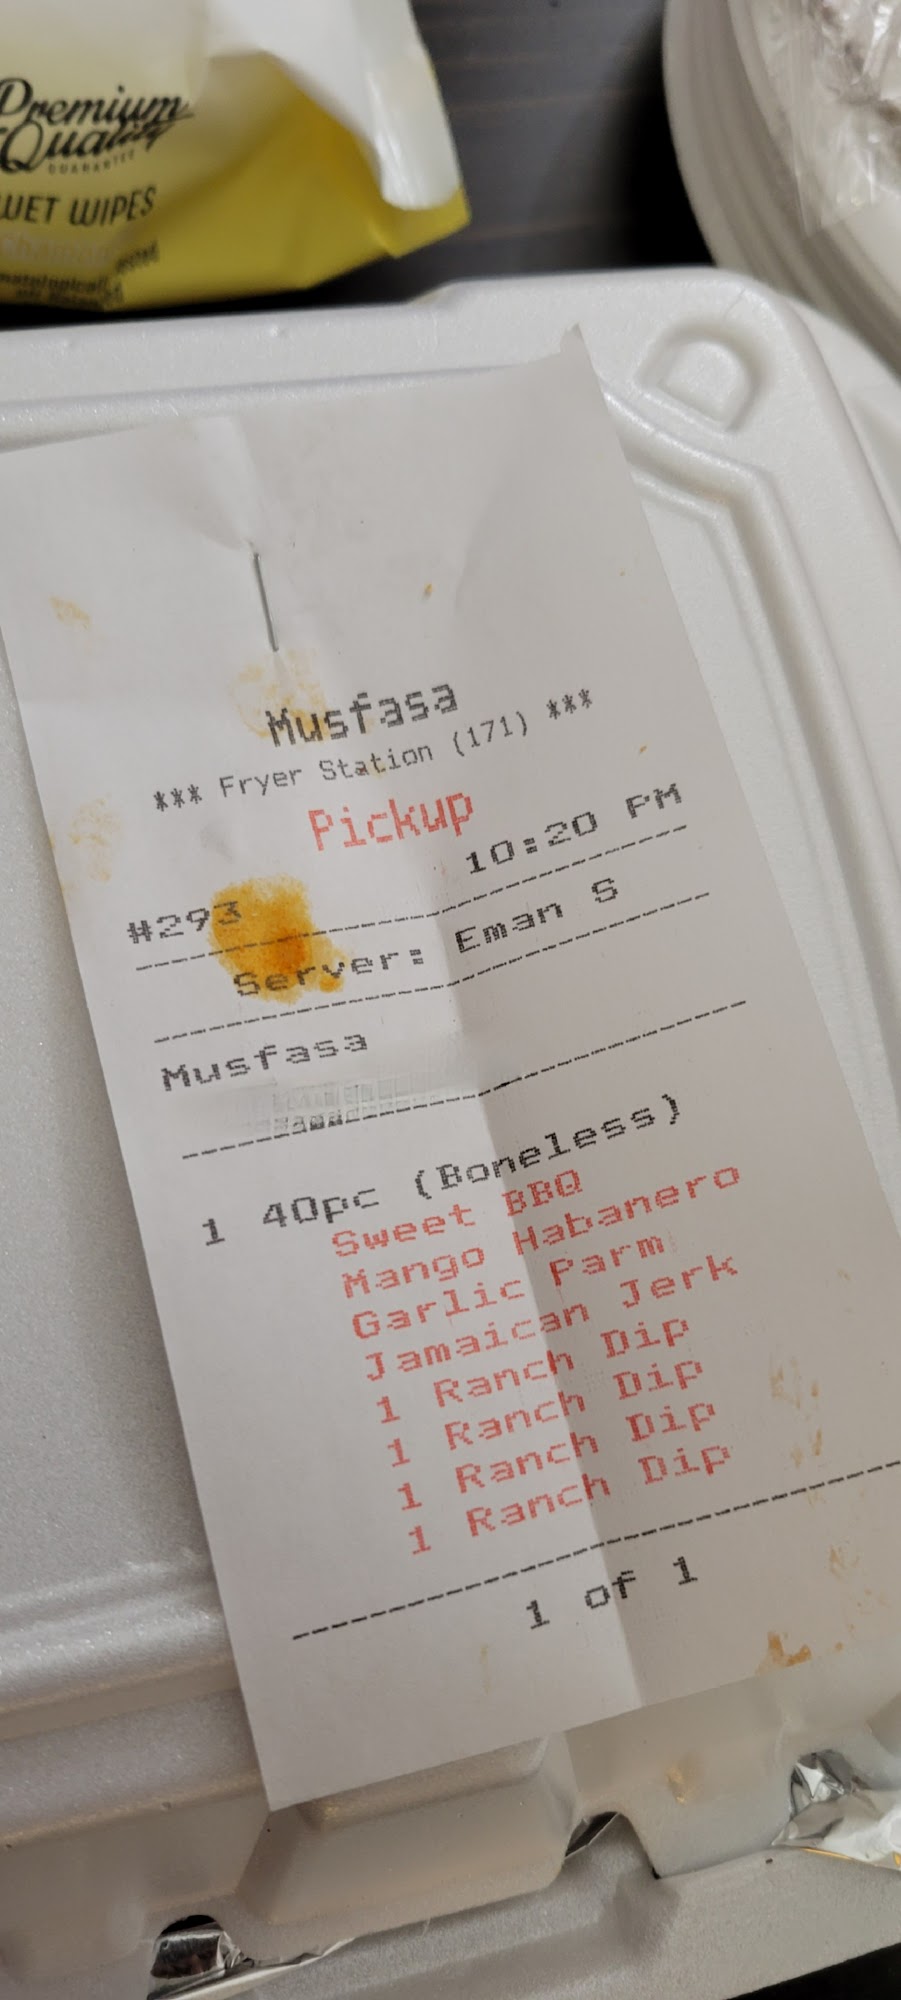 Premium
Quality
GUARANTEE
WET WIPES
Musfasa
*** Fryer Station (171) ***
Pickup
#293 10:20 PM
Server: Eman S
Musfasa
1 40pc (Boneless)
Sweet BBQ
Mango Habanero
Garlic Parm
Jamaican Jerk
1 Ranch Dip
1 Ranch Dip
1 Ranch Dip
1 Ranch Dip
1 of 1